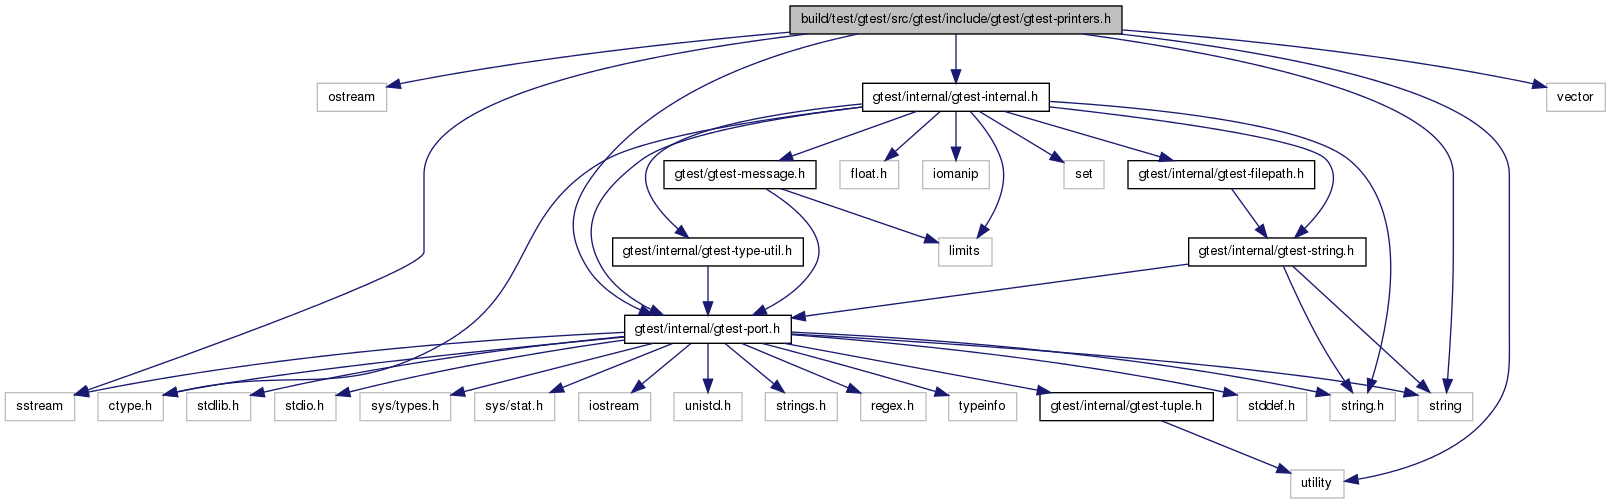 build/test/gtest/src/gtest/include/gtest/gtest-printers.h
ostream
gtest/internal/gtest-internal.h
vector
gtest/gtest-message.h
float.h
iomanip
set
gtest/internal/gtest-filepath.h
gtest/internal/gtest-type-util.h
limits
gtest/internal/gtest-string.h
gtest/internal/gtest-port.h
sstream
ctype.h
stdlib.h
stdio.h
sys/types.h
sys/stat.h
iostream
unistd.h
strings.h
regex.h
typeinfo
gtest/internal/gtest-tuple.h
stddef.h
string.h
string
utility